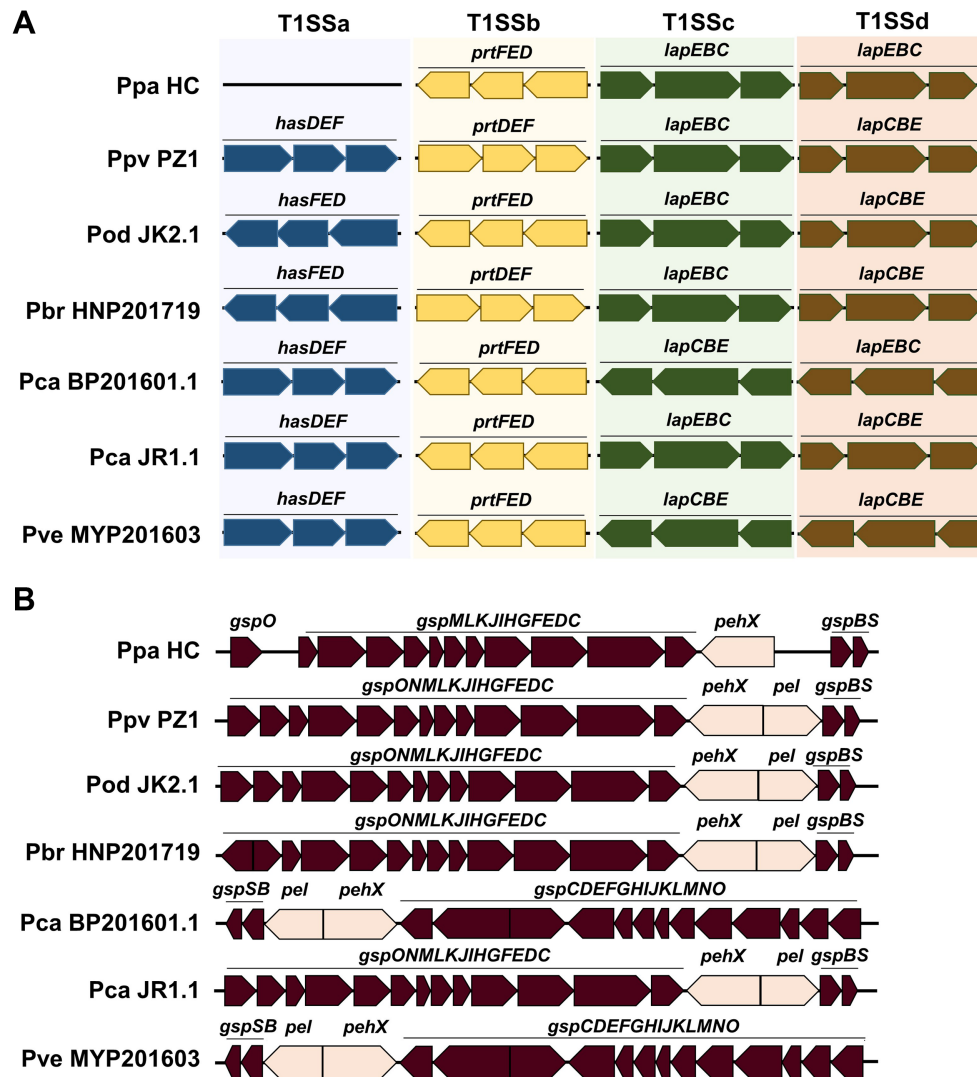 A
T1SSa T1SSb T1SSc T1SSd
prtFED lapEBC lapEBC
Ppa HC
hasDEF prtDEF lapEBC lapCBE
Ppv PZ1
hasFED prtFED lapEBC lapCBE
Pod JK2.1
hasFED prtDEF lapEBC lapCBE
Pbr HNP201719
hasDEF prtFED lapCBE lapEBC
Pca BP201601.1
hasDEF prtFED lapEBC lapCBE
Pca JR1.1
hasDEF prtFED lapCBE lapCBE
Pve MYP201603
B
gspO gspMLKJIHGFEDC pehX gspBS
Ppa HC
gspONMLKJIHGFEDC pehX pel gspBS
Ppv PZ1
gspONMLKJIHGFEDC pehX pel gspBS
Pod JK2.1
gspONMLKJIHGFEDC pehX pel gspBS
Pbr HNP201719
gspSB pel pehX gspCDEFGHIJKLMNO
Pca BP201601.1
gspONMLKJIHGFEDC pehX pel gspBS
Pca JR1.1
gspSB pel pehX gspCDEFGHIJKLMNO
Pve MYP201603